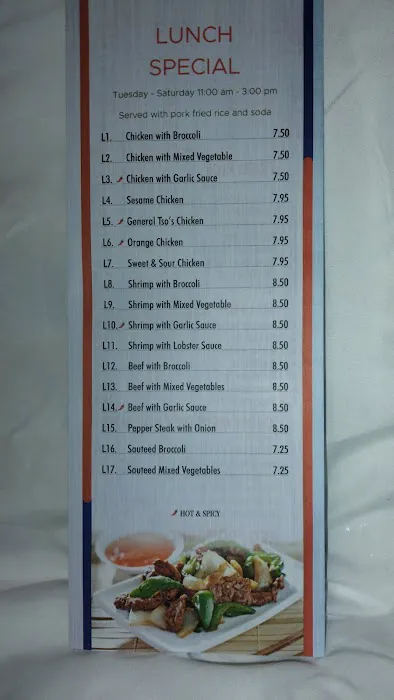 LUNCH
SPECIAL
Tuesday - Saturday 11:00 am - 3:00 pm
Served with pork fried rice and soda
L1. Chicken with Broccoli 7.50
L2. Chicken with Mixed Vegetable 7.50
L3. Chicken with Garlic Sauce 7.50
L4. Sesame Chicken 7.95
L5. General Tso's Chicken 7.95
L6. Orange Chicken 7.95
L7. Sweet & Sour Chicken 7.95
L8. Shrimp with Broccoli 8.50
L9. Shrimp with Mixed Vegetable 8.50
L10. Shrimp with Garlic Sauce 8.50
L11. Shrimp with Lobster Sauce 8.50
L12. Beef with Broccoli 8.50
L13. Beef with Mixed Vegetables 8.50
L14. Beef with Garlic Sauce 8.50
L15. Pepper Steak with Onion 8.50
L16. Sauteed Broccoli 7.25
L17. Sauteed Mixed Vegetables 7.25
HOT & SPICY